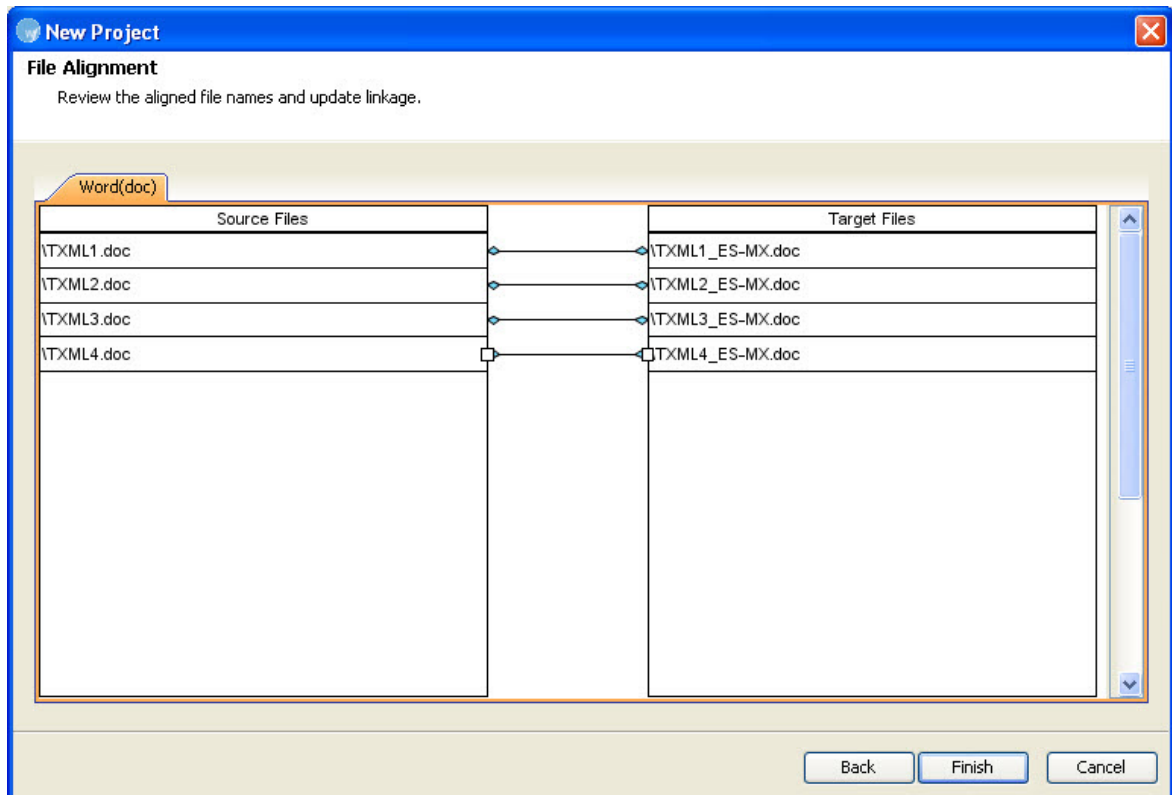 New Project
File Alignment
Review the aligned file names and update linkage.
Word(doc)
Source Files Target Files
\TXML1.doc \TXML1_ES-MX.doc
\TXML2.doc \TXML2_ES-MX.doc
\TXML3.doc \TXML3_ES-MX.doc
\TXML4.doc \TXML4_ES-MX.doc
Back Finish Cancel